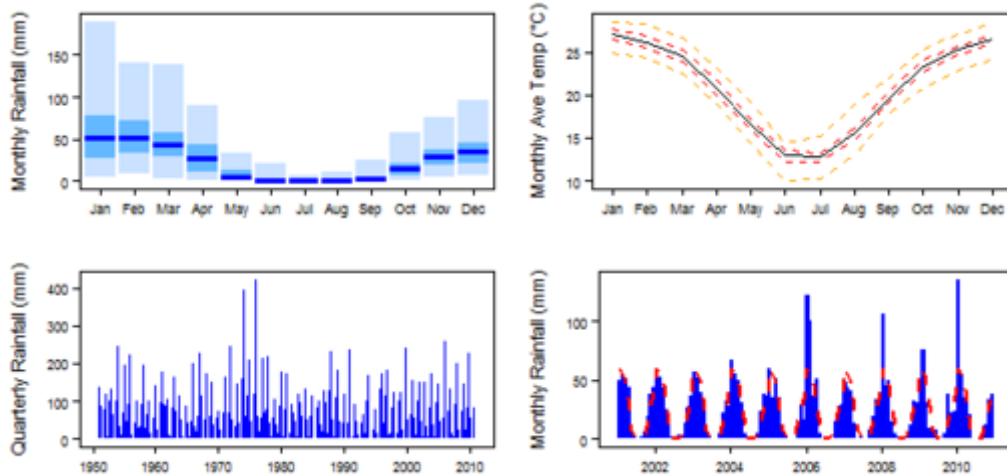 Monthly Rainfall (mm)
150
100
50
0
Jan Feb Mar Apr May Jun Jul Aug Sep Oct Nov Dec
Monthly Ave Temp (°C)
25
20
15
10
Jan Feb Mar Apr May Jun Jul Aug Sep Oct Nov Dec
Quarterly Rainfall (mm)
400
300
200
100
0
1950 1960 1970 1980 1990 2000 2010
Monthly Rainfall (mm)
100
50
0
2002 2004 2006 2008 2010